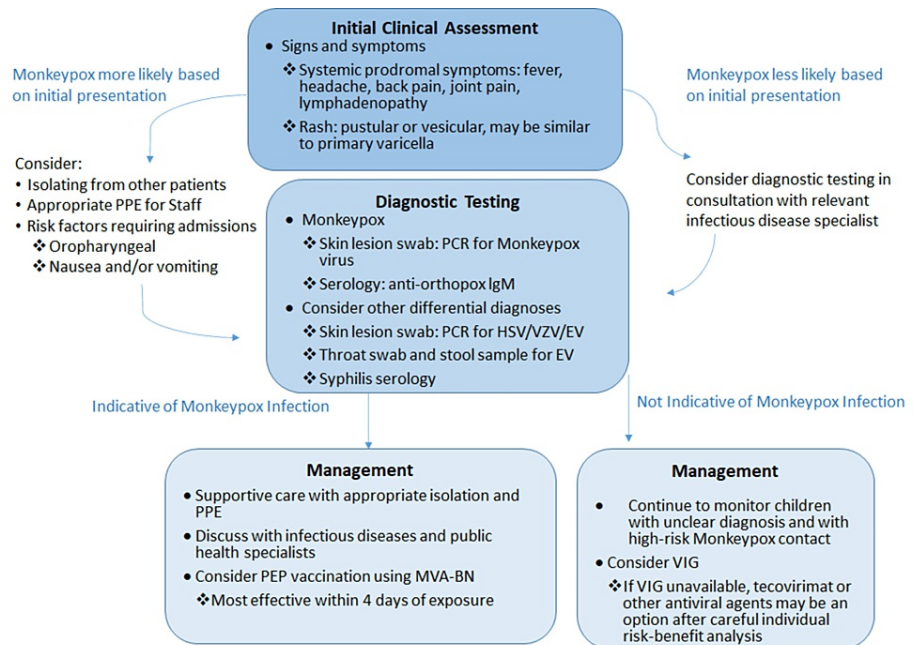 Initial Clinical Assessment
• Signs and symptoms
❖ Systemic prodromal symptoms: fever,
headache, back pain, joint pain,
lymphadenopathy
❖ Rash: pustular or vesicular, may be similar
to primary varicella
Monkeypox more likely based
on initial presentation
Monkeypox less likely based
on initial presentation
Consider:
• Isolating from other patients
• Appropriate PPE for Staff
• Risk factors requiring admissions
❖ Oropharyngeal
❖ Nausea and/or vomiting
Consider diagnostic testing in
consultation with relevant
infectious disease specialist
Diagnostic Testing
• Monkeypox
❖ Skin lesion swab: PCR for Monkeypox
virus
❖ Serology: anti-orthopox IgM
• Consider other differential diagnoses
❖ Skin lesion swab: PCR for HSV/VZV/EV
❖ Throat swab and stool sample for EV
❖ Syphilis serology
Indicative of Monkeypox Infection
Not Indicative of Monkeypox Infection
Management
• Supportive care with appropriate isolation and
PPE
• Discuss with infectious diseases and public
health specialists
• Consider PEP vaccination using MVA-BN
❖ Most effective within 4 days of exposure
Management
• Continue to monitor children
with unclear diagnosis and with
high-risk Monkeypox contact
• Consider VIG
❖ If VIG unavailable, tecovirimat or
other antiviral agents may be an
option after careful individual
risk-benefit analysis